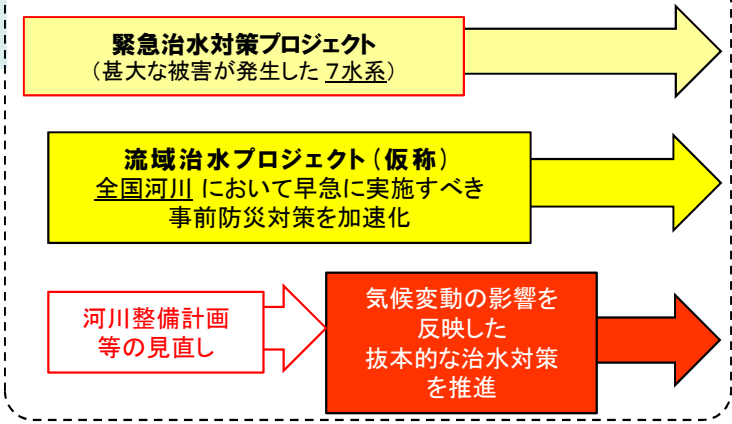 緊急治水対策プロジェクト
（甚大な被害が発生した 7水系）
流域治水プロジェクト（仮称）
全国河川 において早急に実施すべき
事前防災対策を加速化
河川整備計画
等の見直し
気候変動の影響を
反映した
抜本的な治水対策
を推進